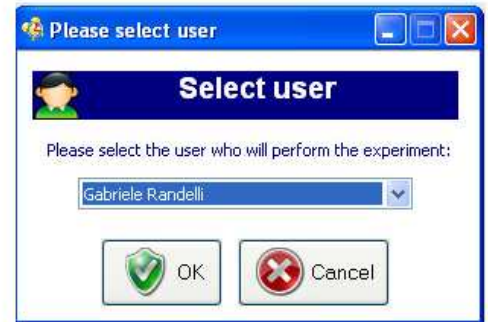 Please select user
Select user
Please select the user who will perform the experiment:
Gabriele Randelli
OK
Cancel